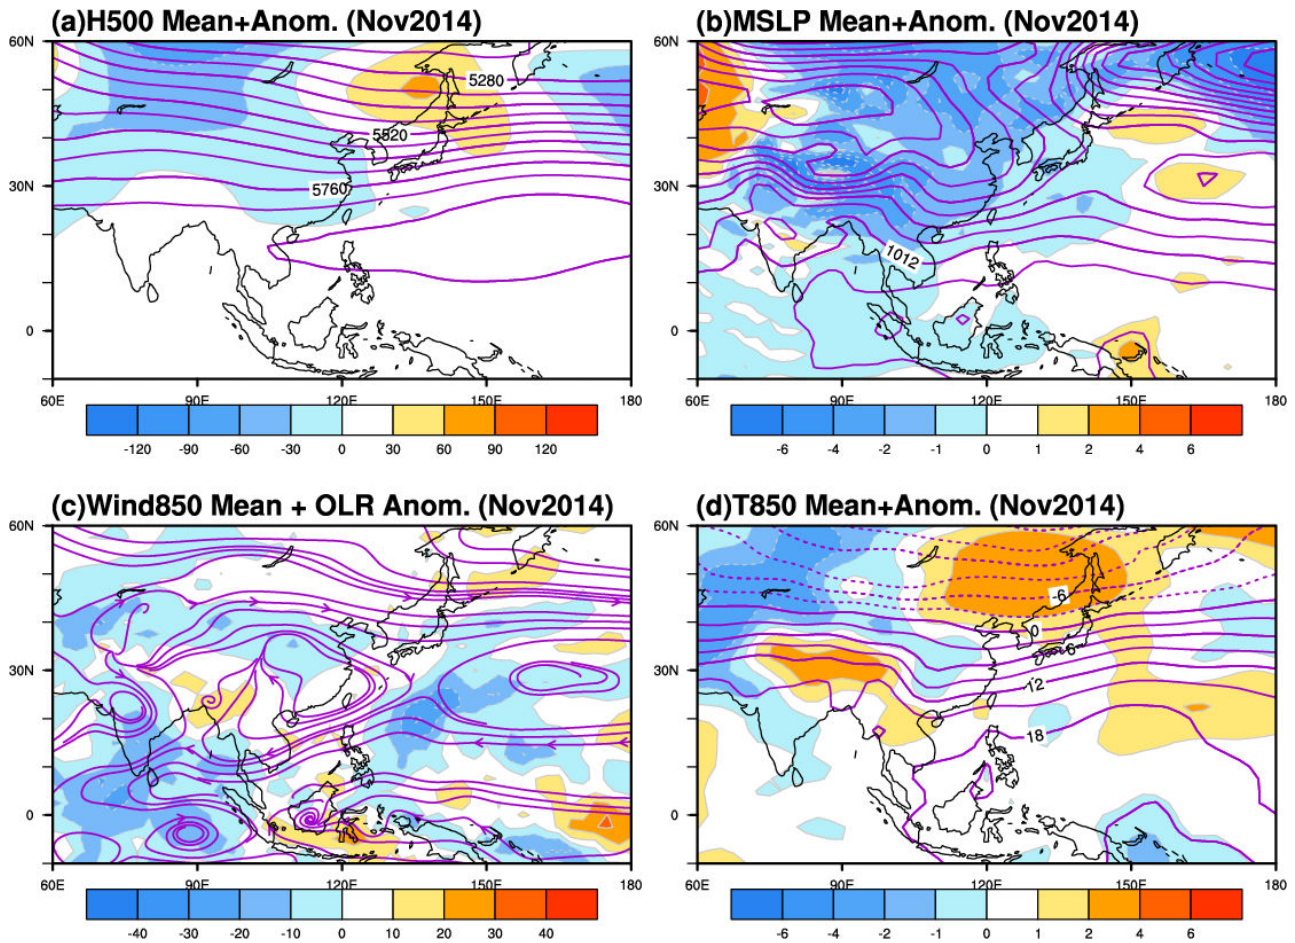 (a)H500 Mean+Anom. (Nov2014)
60N
30N
0
5280
5520
5760
60E 90E 120E 150E 180
-120 -90 -60 -30 0 30 60 90 120
(b)MSLP Mean+Anom. (Nov2014)
60N
30N
0
1012
60E 90E 120E 150E 180
-6 -4 -2 -1 0 1 2 4 6
(c)Wind850 Mean + OLR Anom. (Nov2014)
60N
30N
0
60E 90E 120E 150E 180
-40 -30 -20 -10 -6 0 10 20 30 40
(d)T850 Mean+Anom. (Nov2014)
60N
30N
0
-6
0
6
12
18
60E 90E 120E 150E 180
-6 -4 -2 -1 0 1 2 4 6